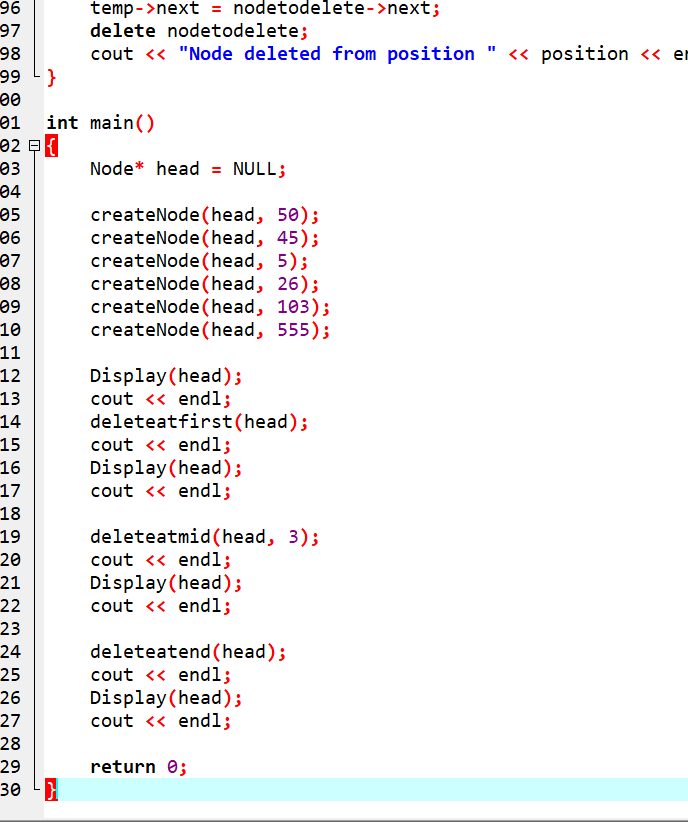 96 temp->next = nodetodelete->next;
97 delete nodetodelete;
98 cout << "Node deleted from position " << position <<
99 }
00
01 int main()
02 {
03 Node* head = NULL;
04
05 createNode(head, 50);
06 createNode(head, 45);
07 createNode(head, 5);
08 createNode(head, 26);
09 createNode(head, 103);
10 createNode(head, 555);
11
12 Display(head);
13 cout << endl;
14 deleteatfirst(head);
15 cout << endl;
16 Display(head);
17 cout << endl;
18
19 deleteatmid(head, 3);
20 cout << endl;
21 Display(head);
22 cout << endl;
23
24 deleteatend(head);
25 cout << endl;
26 Display(head);
27 cout << endl;
28
29 return 0;
30 }